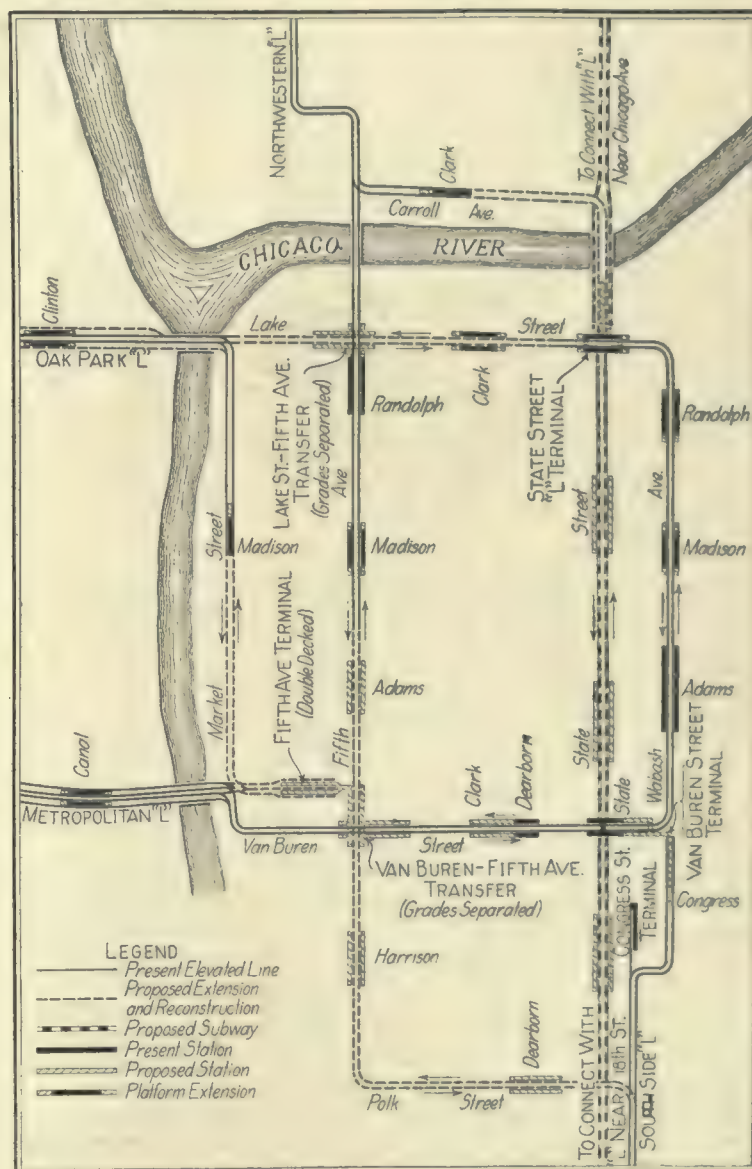 NORTHWESTERN "L"
To Connect With "L"
Near Chicago Ave
Clark
Carroll Ave.
CHICAGO RIVER
Clinton
OAK PARK "L"
Lake Street
LAKE ST.-FIFTH AVE.
TRANSFER
(Grades Separated)
Ave
Randolph
Clark
STATE STREET
"L" TERMINAL
Street
Randolph
Ave.
Street
Madison
Madison
Madison
Market
FIFTH AVE TERMINAL
(Double Decked)
Fifth
Adams
State
Adams
Canal
METROPOLITAN "L"
Van Buren Street
Clark
Dearborn
State
Wabash
VAN BUREN STREET
TERMINAL
VAN BUREN-FIFTH AVE.
TRANSFER
(Grades Separated)
CONGRESS ST.
TERMINAL
Congress
Harrison
Dearborn
Polk Street
TO CONNECT WITH
"L" NEAR 18TH ST.
SOUTH SIDE "L"
LEGEND
Present Elevated Line
Proposed Extension
and Reconstruction
Proposed Subway
Present Station
Proposed Station
Platform Extension